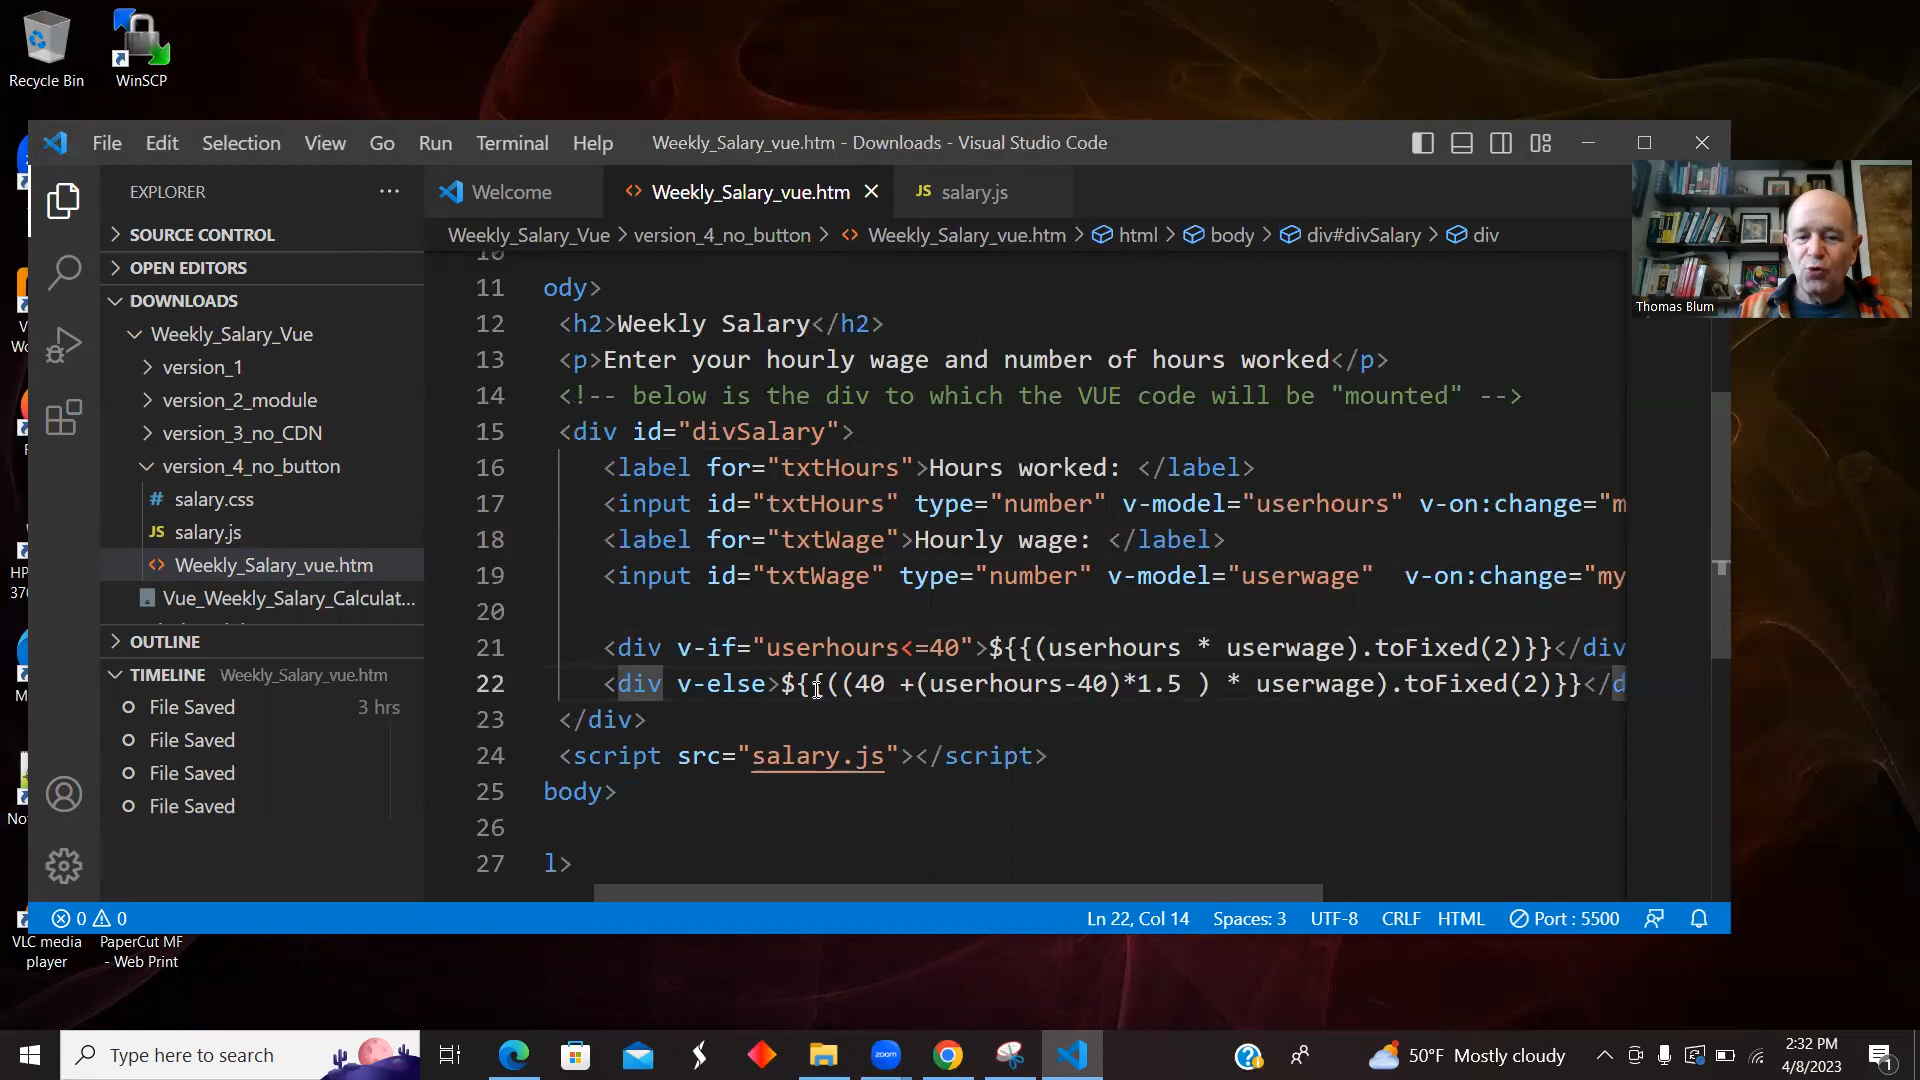 Recycle Bin
WinSCP
File Edit Selection View Go Run Terminal Help
Weekly_Salary_vue.htm - Downloads - Visual Studio Code
EXPLORER
SOURCE CONTROL
OPEN EDITORS
DOWNLOADS
Weekly_Salary_Vue
version_1
version_2_module
version_3_no_CDN
version_4_no_button
# salary.css
JS salary.js
<> Weekly_Salary_vue.htm
Vue_Weekly_Salary_Calculat...
OUTLINE
TIMELINE Weekly_Salary_vue.htm
File Saved 3 hrs
File Saved
File Saved
File Saved
Welcome
<> Weekly_Salary_vue.htm
JS salary.js
Weekly_Salary_Vue > version_4_no_button > <> Weekly_Salary_vue.htm > html > body > div#divSalary > div
10
11 ody>
12 <h2>Weekly Salary</h2>
13 <p>Enter your hourly wage and number of hours worked</p>
14 <!-- below is the div to which the VUE code will be "mounted" -->
15 <div id="divSalary">
16 <label for="txtHours">Hours worked: </label>
17 <input id="txtHours" type="number" v-model="userhours" v-on:change="m
18 <label for="txtWage">Hourly wage: </label>
19 <input id="txtWage" type="number" v-model="userwage"  v-on:change="my
20
21 <div v-if="userhours<=40">${{(userhours * userwage).toFixed(2)}}</div
22 <div v-else>${{((40 +(userhours-40)*1.5 ) * userwage).toFixed(2)}}</d
23 </div>
24 <script src="salary.js"></script>
25 body>
26
27 l>
Thomas Blum
0 0
Ln 22, Col 14 Spaces: 3 UTF-8 CRLF HTML Port : 5500
VLC media player
PaperCut MF - Web Print
Type here to search
zoom
50°F Mostly cloudy
2:32 PM
4/8/2023
1